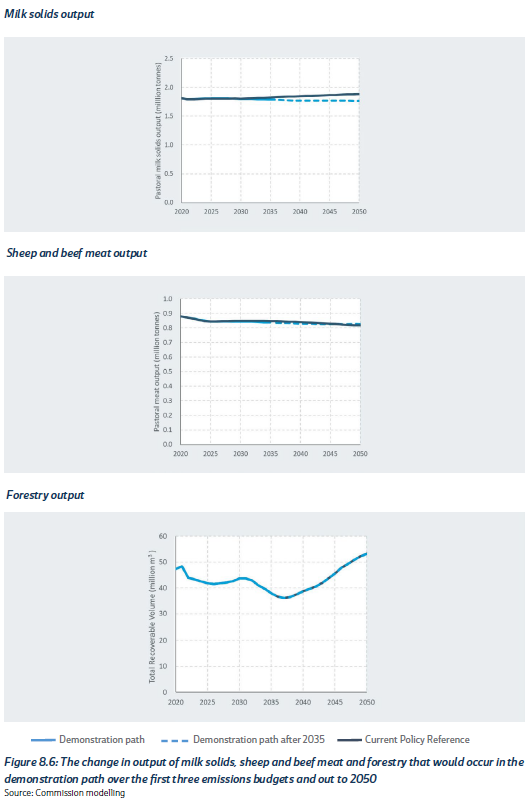 Milk solids output
Pastoral milk solids output (million tonnes)
2.5
2.0
1.5
1.0
0.5
0.0
2020 2025 2030 2035 2040 2045 2050
Sheep and beef meat output
Pastoral meat output (million tonnes)
1.0
0.9
0.8
0.7
0.6
0.5
0.4
0.3
0.2
0.1
0.0
2020 2025 2030 2035 2040 2045 2050
Forestry output
Total Recoverable Volume (million m³ )
60
50
40
30
20
10
0
2020 2025 2030 2035 2040 2045 2050
Demonstration path Demonstration path after 2035 Current Policy Reference
Figure 8.6: The change in output of milk solids, sheep and beef meat and forestry that would occur in the
demonstration path over the first three emissions budgets and out to 2050
Source: Commission modelling